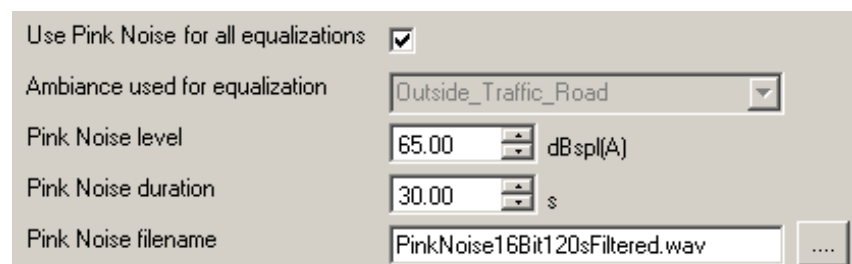 Use Pink Noise for all equalizations
Ambiance used for equalization Outside_Traffic_Road
Pink Noise level 65.00 dBspl(A)
Pink Noise duration 30.00 s
Pink Noise filename PinkNoise16Bit120sFiltered.wav ....